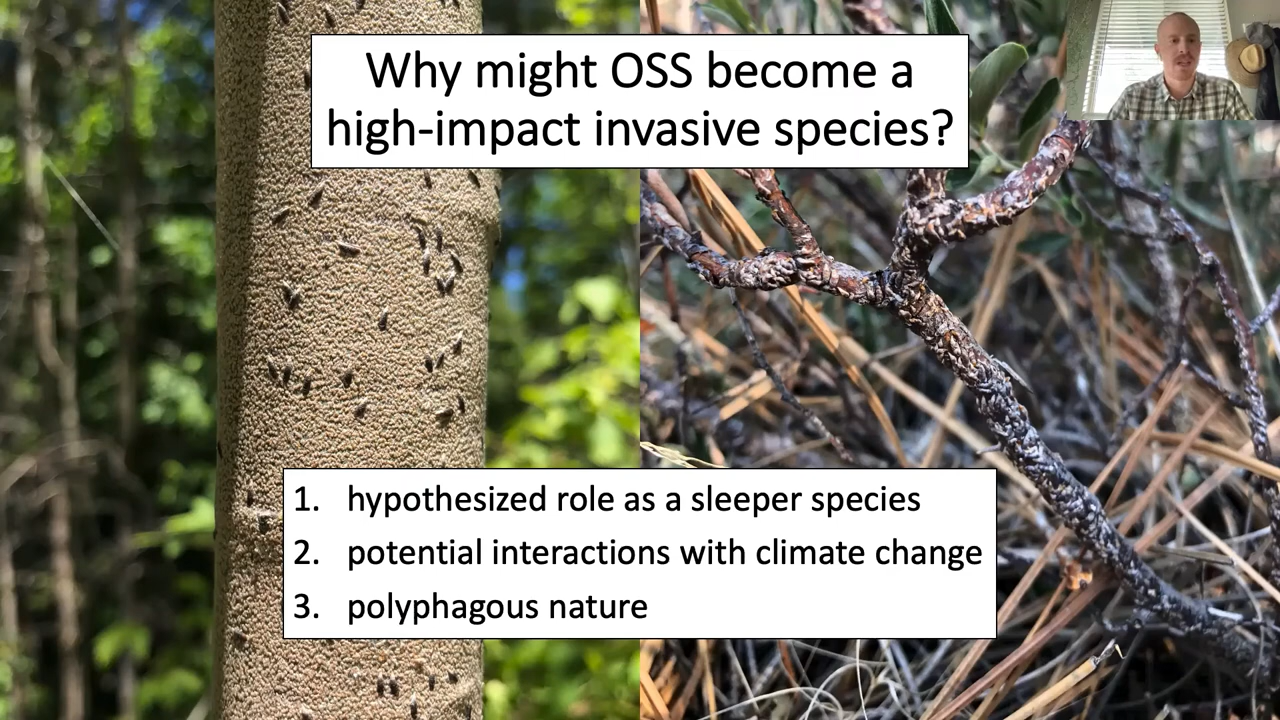 Why might OSS become a
high-impact invasive species?
1. hypothesized role as a sleeper species
2. potential interactions with climate change
3. polyphagous nature